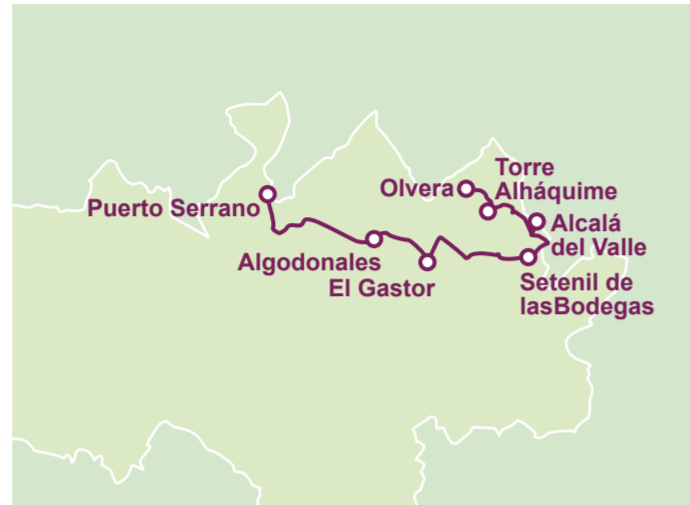 Torre
Alháquime
Olvera
Puerto Serrano
Alcalá
del Valle
Algodonales
El Gastor
Setenil de
lasBodegas